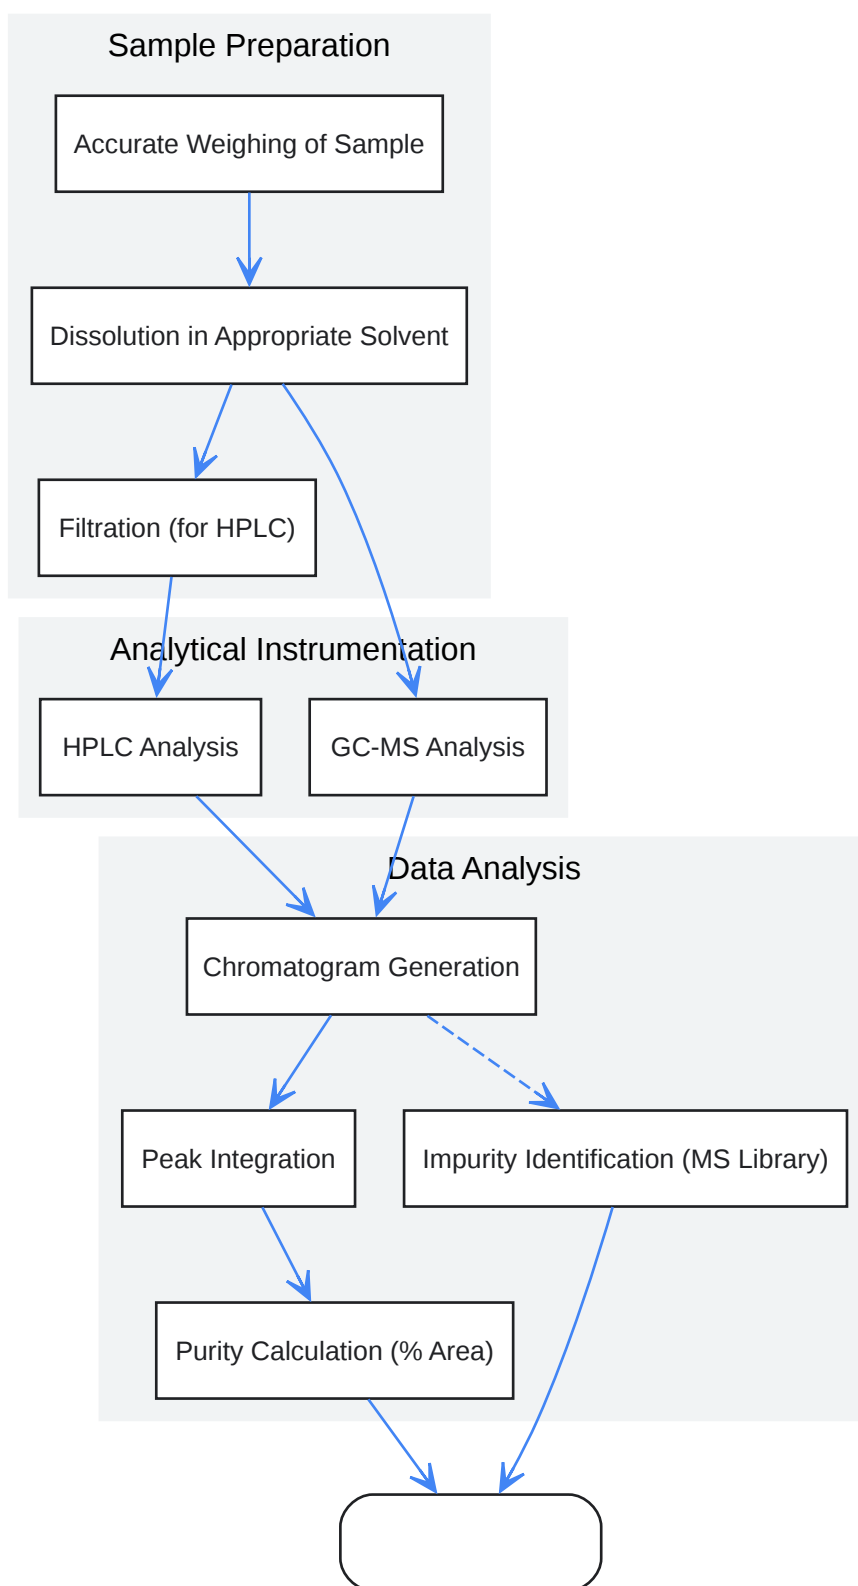 Sample Preparation
Accurate Weighing of Sample
Dissolution in Appropriate Solvent
Filtration (for HPLC)
Analytical Instrumentation
HPLC Analysis
GC-MS Analysis
Data Analysis
Chromatogram Generation
Peak Integration
Impurity Identification (MS Library)
Purity Calculation (% Area)